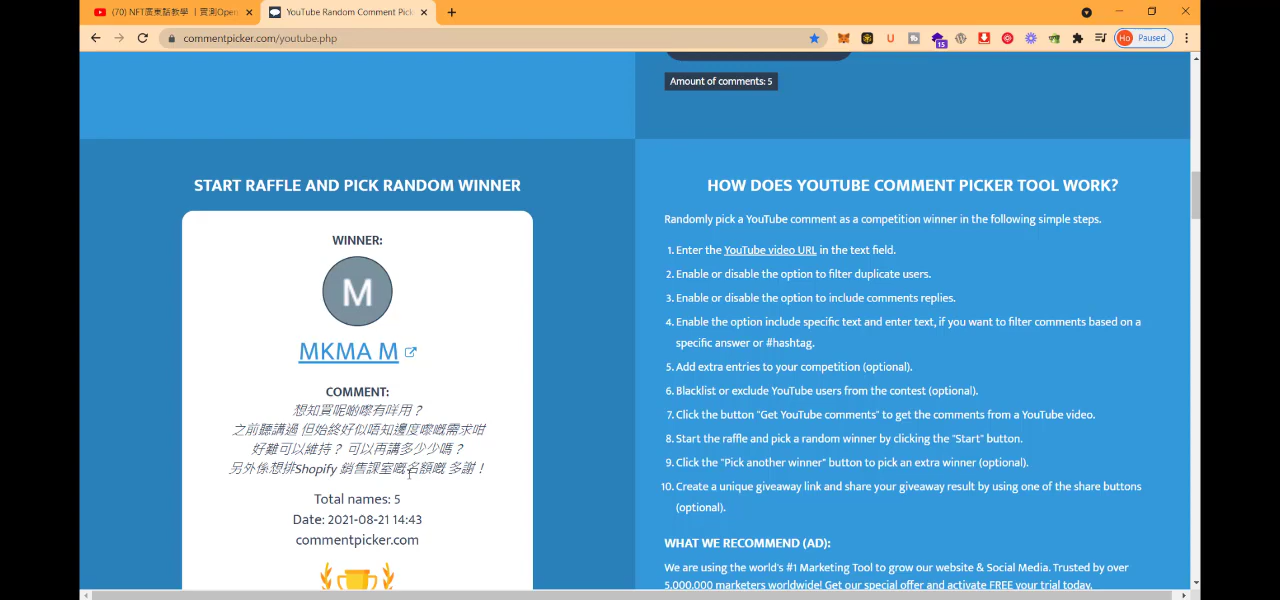 (70) NFT廣東話教學 | 實測Open
YouTube Random Comment Pick
commentpicker.com/youtube.php
15
Ho
Paused
Amount of comments: 5
START RAFFLE AND PICK RANDOM WINNER
WINNER:
M
MKMA M
COMMENT:
想知買呢啲嚟有咩用？
之前聽講過 但始終好似唔知邊度嚟嘅需求咁
好難可以維持？ 可以再講多少少嗎？
另外係想排Shopify 銷售課室嘅名額嘅 多謝！
Total names: 5
Date: 2021-08-21 14:43
commentpicker.com
HOW DOES YOUTUBE COMMENT PICKER TOOL WORK?
Randomly pick a YouTube comment as a competition winner in the following simple steps.
1. Enter the YouTube video URL in the text field.
2. Enable or disable the option to filter duplicate users.
3. Enable or disable the option to include comments replies.
4. Enable the option include specific text and enter text, if you want to filter comments based on a
specific answer or #hashtag.
5. Add extra entries to your competition (optional).
6. Blacklist or exclude YouTube users from the contest (optional).
7. Click the button "Get YouTube comments" to get the comments from a YouTube video.
8. Start the raffle and pick a random winner by clicking the "Start" button.
9. Click the "Pick another winner" button to pick an extra winner (optional).
10. Create a unique giveaway link and share your giveaway result by using one of the share buttons
(optional).
WHAT WE RECOMMEND (AD):
We are using the world's #1 Marketing Tool to grow our website & Social Media. Trusted by over
5,000,000 marketers worldwide! Get our special offer and activate FREE your trial today.